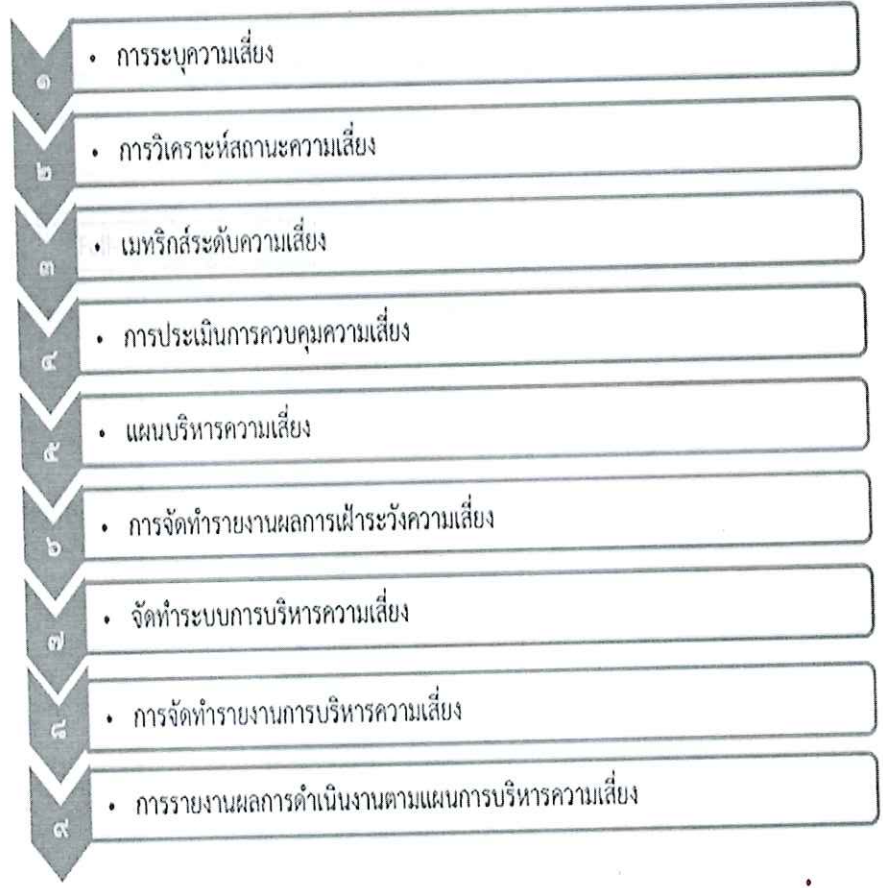 ๑ • การระบุความเสี่ยง
๒ • การวิเคราะห์สถานะความเสี่ยง
๓ • เมทริกส์ระดับความเสี่ยง
๔ • การประเมินการควบคุมความเสี่ยง
๕ • แผนบริหารความเสี่ยง
๖ • การจัดทำรายงานผลการเฝ้าระวังความเสี่ยง
๗ • จัดทำระบบการบริหารความเสี่ยง
๘ • การจัดทำรายงานการบริหารความเสี่ยง
๙ • การรายงานผลการดำเนินงานตามแผนการบริหารความเสี่ยง